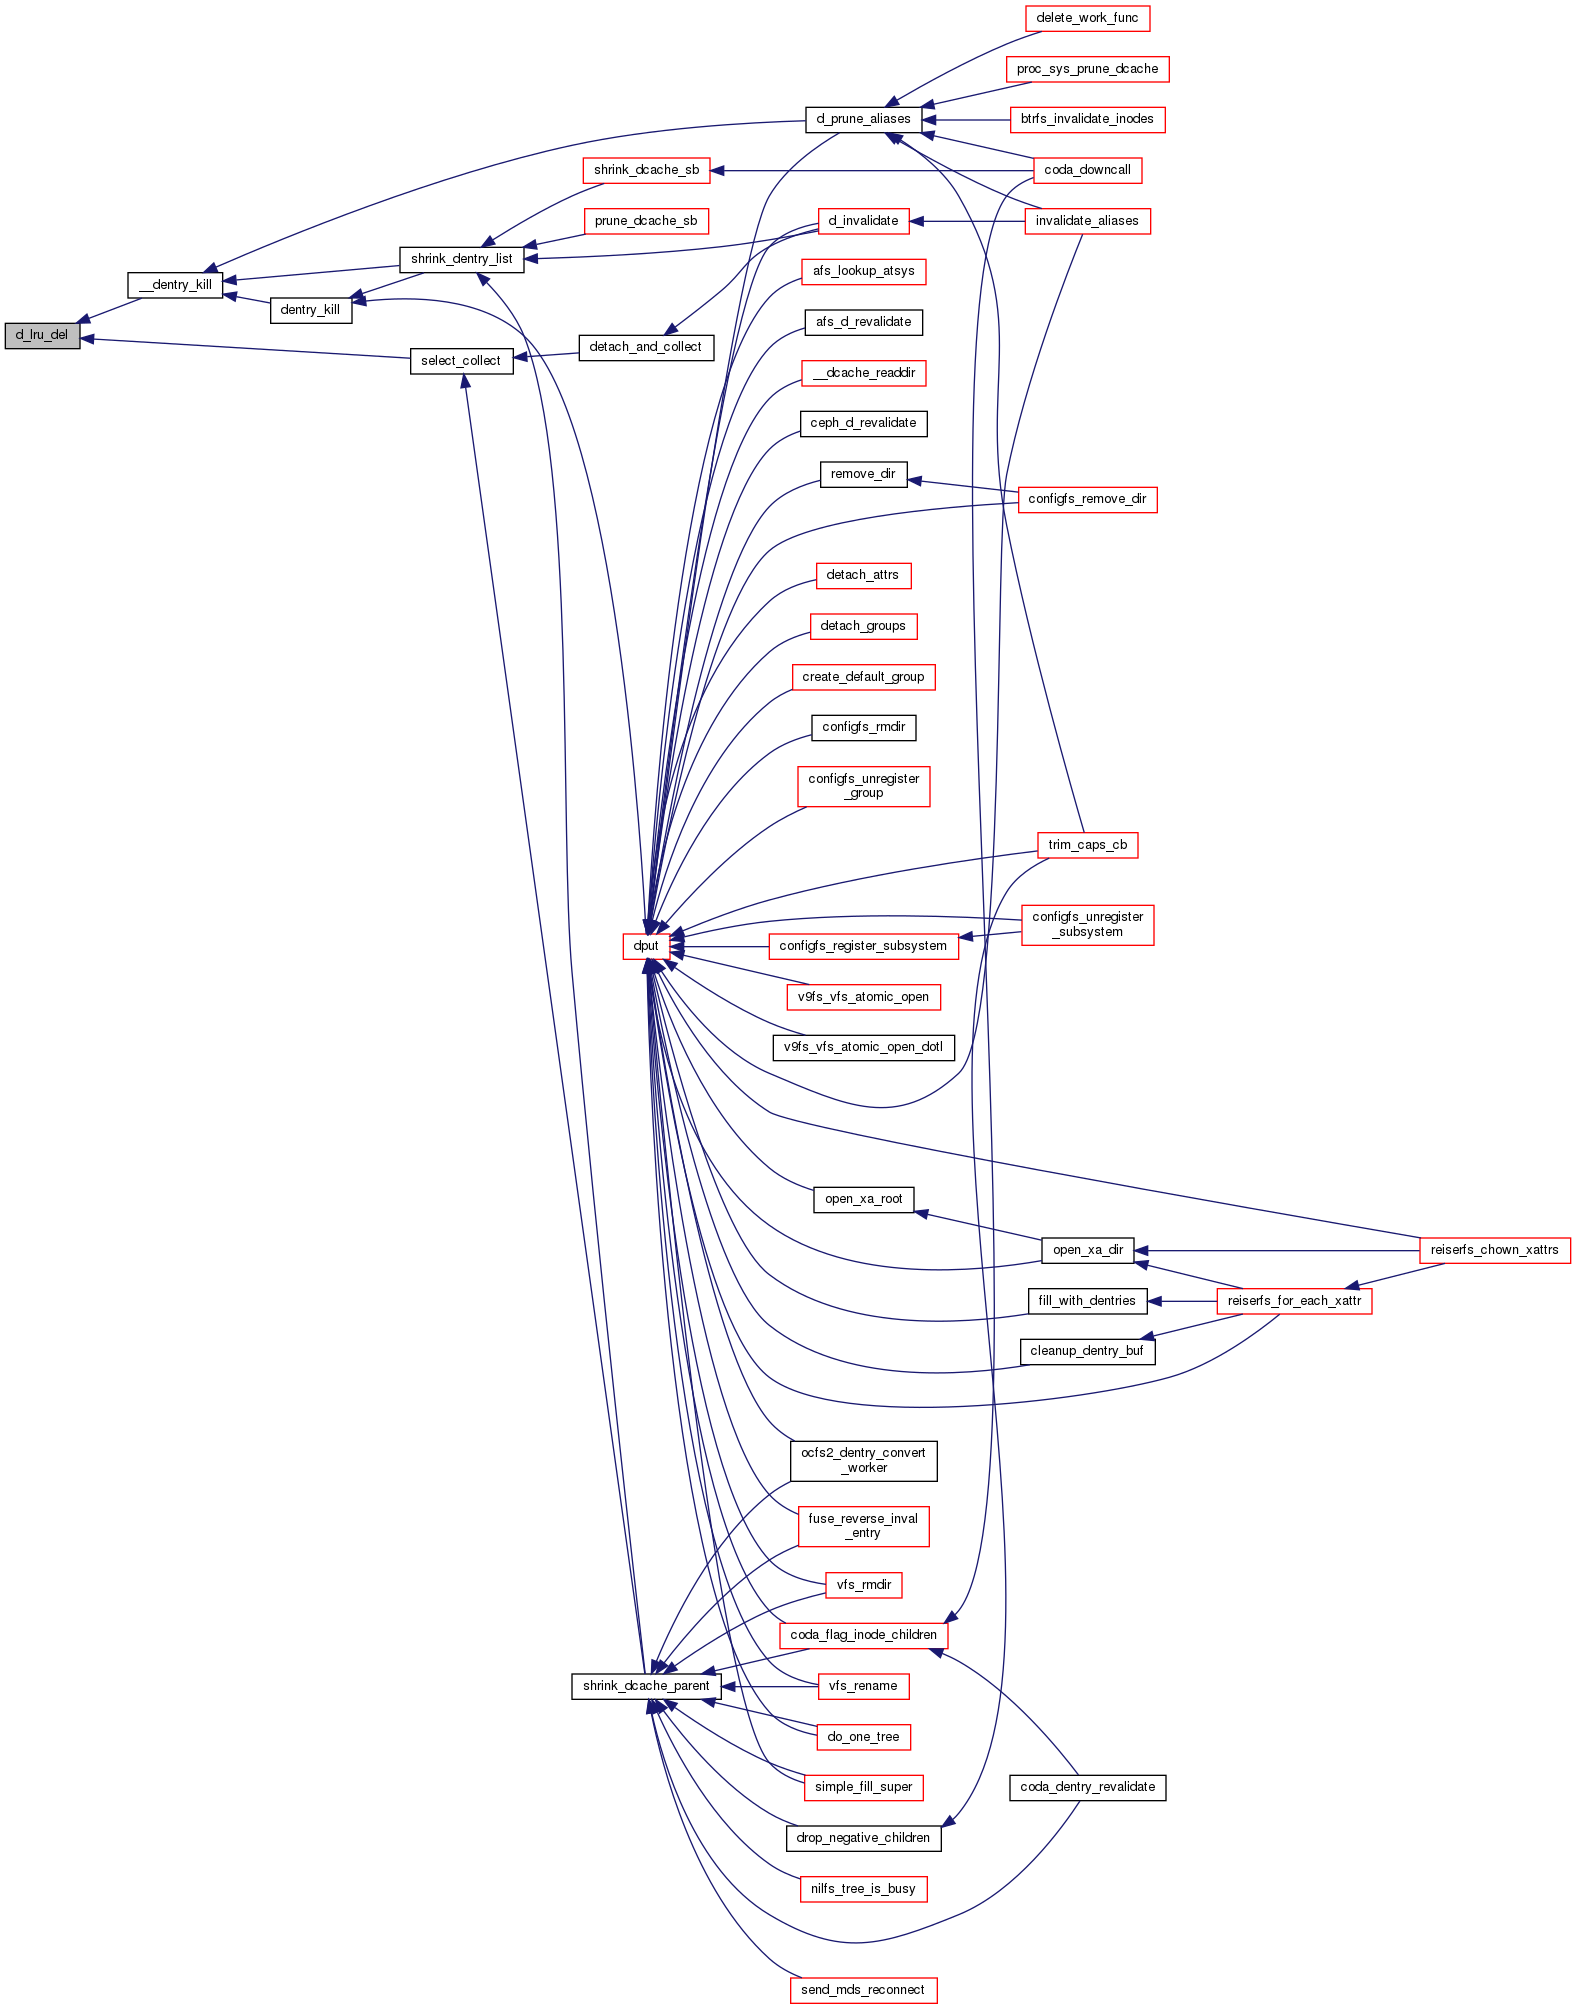 delete_work_func
proc_sys_prune_dcache
d_prune_aliases
btrfs_invalidate_inodes
shrink_dcache_sb
coda_downcall
prune_dcache_sb
d_invalidate
invalidate_aliases
shrink_dentry_list
afs_lookup_atsys
__dentry_kill
dentry_kill
afs_d_revalidate
d_lru_del
detach_and_collect
select_collect
__dcache_readdir
ceph_d_revalidate
remove_dir
configfs_remove_dir
detach_attrs
detach_groups
create_default_group
configfs_rmdir
configfs_unregister
_group
trim_caps_cb
configfs_unregister
_subsystem
dput
configfs_register_subsystem
v9fs_vfs_atomic_open
v9fs_vfs_atomic_open_dotl
open_xa_root
open_xa_dir
reiserfs_chown_xattrs
fill_with_dentries
reiserfs_for_each_xattr
cleanup_dentry_buf
ocfs2_dentry_convert
_worker
fuse_reverse_inval
_entry
vfs_rmdir
coda_flag_inode_children
shrink_dcache_parent
vfs_rename
do_one_tree
simple_fill_super
coda_dentry_revalidate
drop_negative_children
nilfs_tree_is_busy
send_mds_reconnect